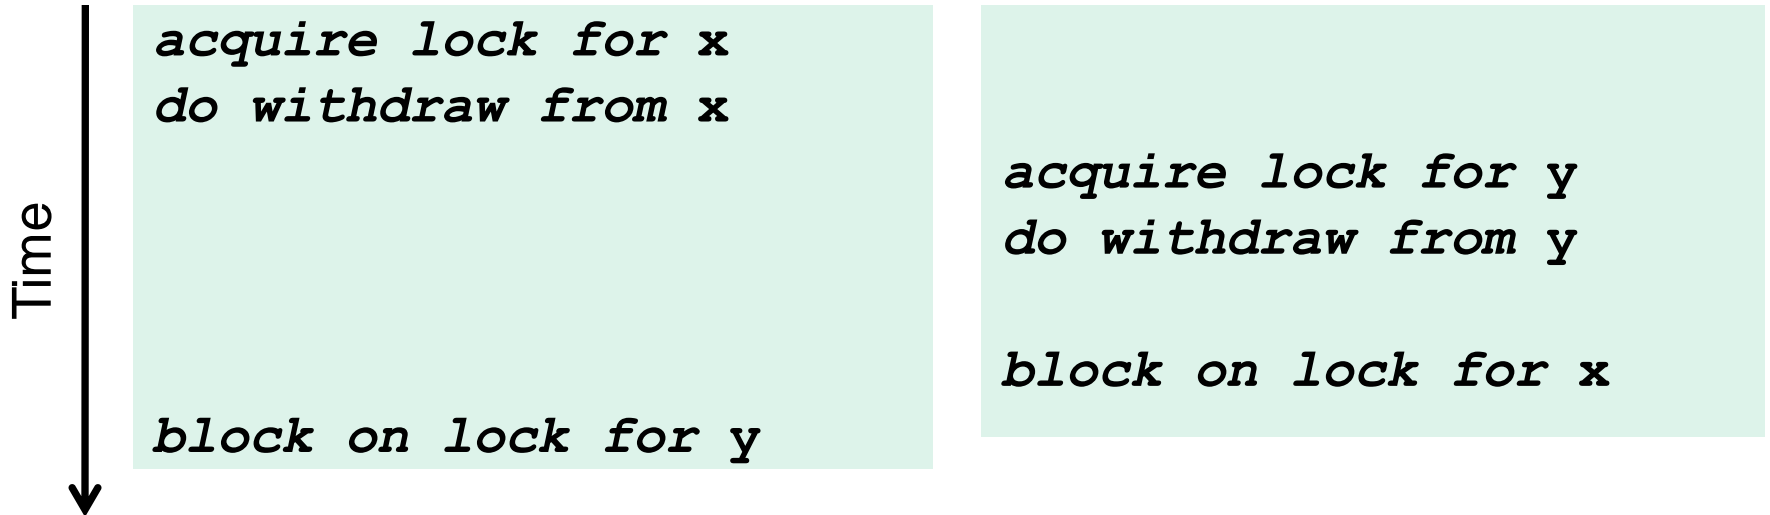 Time
acquire lock for x
do withdraw from x
block on lock for y
acquire lock for y
do withdraw from y
block on lock for x